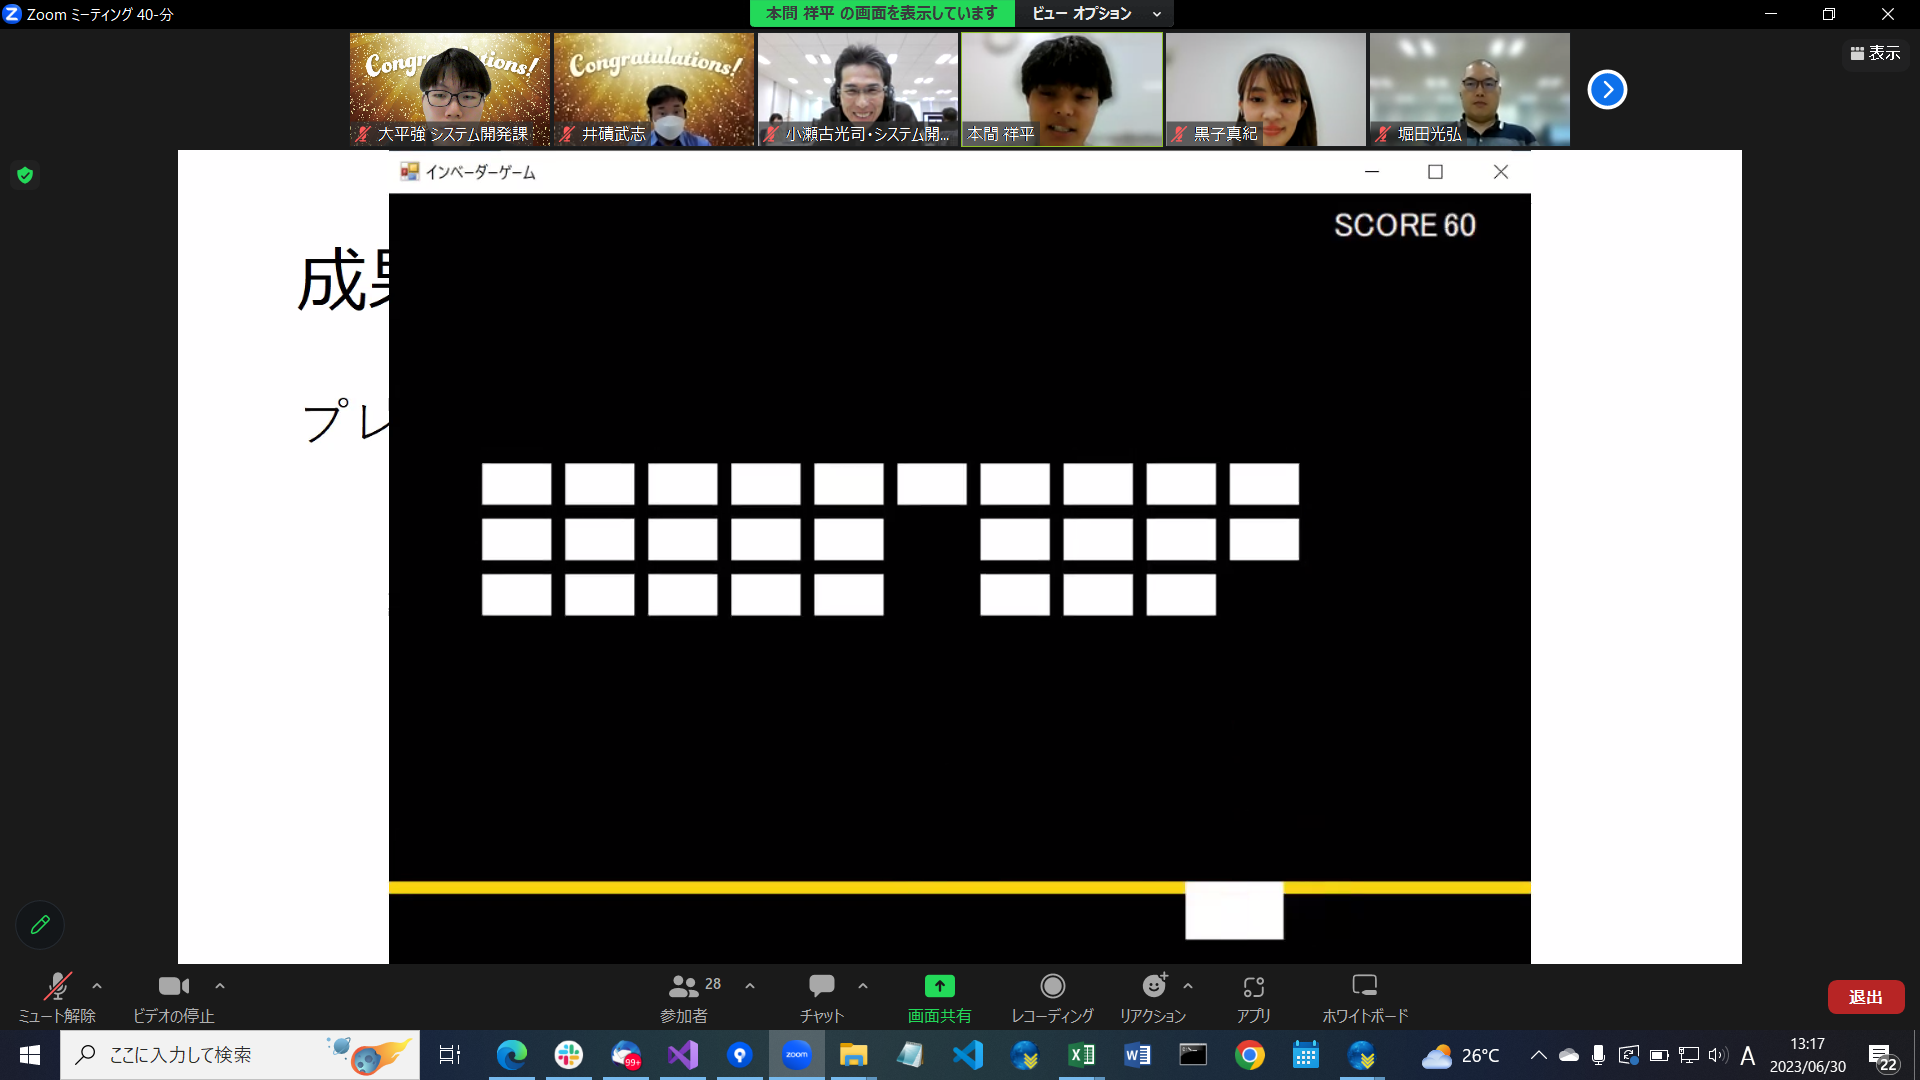 Zoom ミーティング 40-分
本間 祥平 の画面を表示しています
ビュー オプション
表示
Congratulations!
大平強 システム開発課
Congratulations!
井碛武志
小瀬古光司・システム開...
本間 祥平
黒子真紀
堀田光弘
インベーダーゲーム
SCORE 60
成果
プレ
ミュート解除
ビデオの停止
28
参加者
チャット
画面共有
レコーディング
リアクション
アプリ
ホワイトボード
退出
ここに入力して検索
99+
zoom
26°C
A
13:17
2023/06/30
22